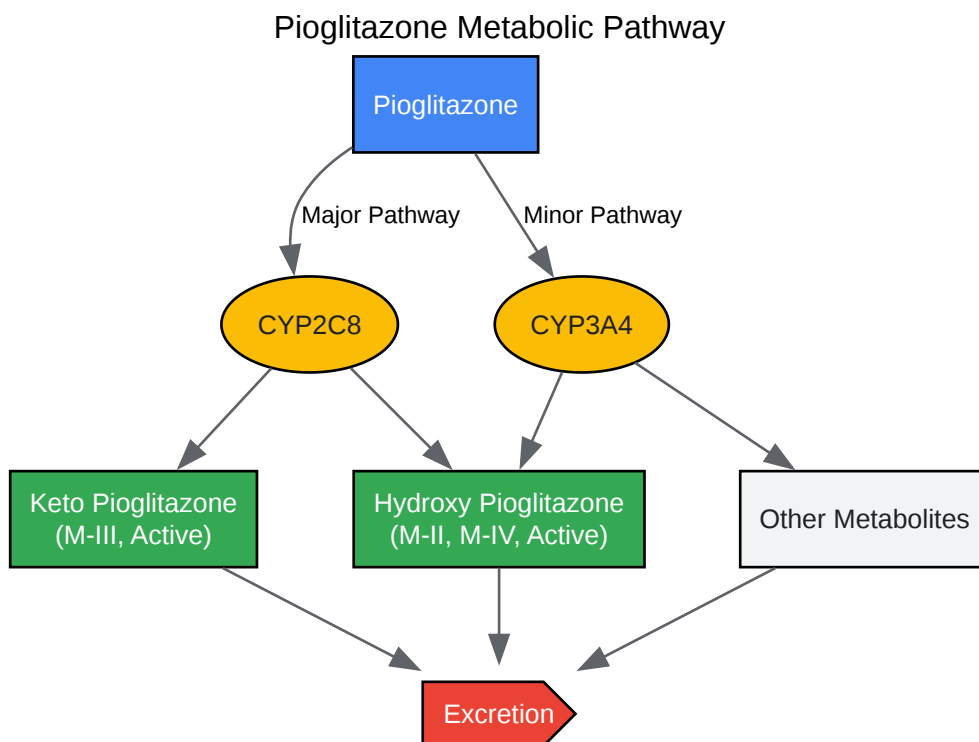 Pioglitazone Metabolic Pathway
Pioglitazone
Major Pathway
Minor Pathway
CYP2C8
CYP3A4
Keto Pioglitazone
(M-III, Active)
Hydroxy Pioglitazone
(M-II, M-IV, Active)
Other Metabolites
Excretion